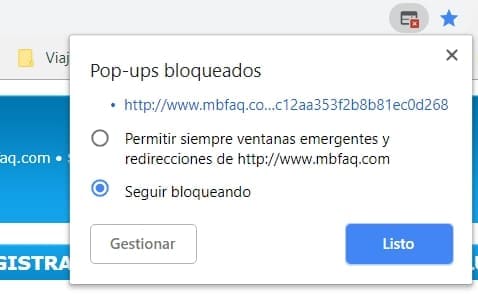 Viaj
Pop-ups bloqueados
• http://www.mbfaq.co...c12aa353f2b8b81ec0d268
Permitir siempre ventanas emergentes y
redirecciones de http://www.mbfaq.com
faq.com •
Seguir bloqueando
Gestionar
Listo
GISTRA